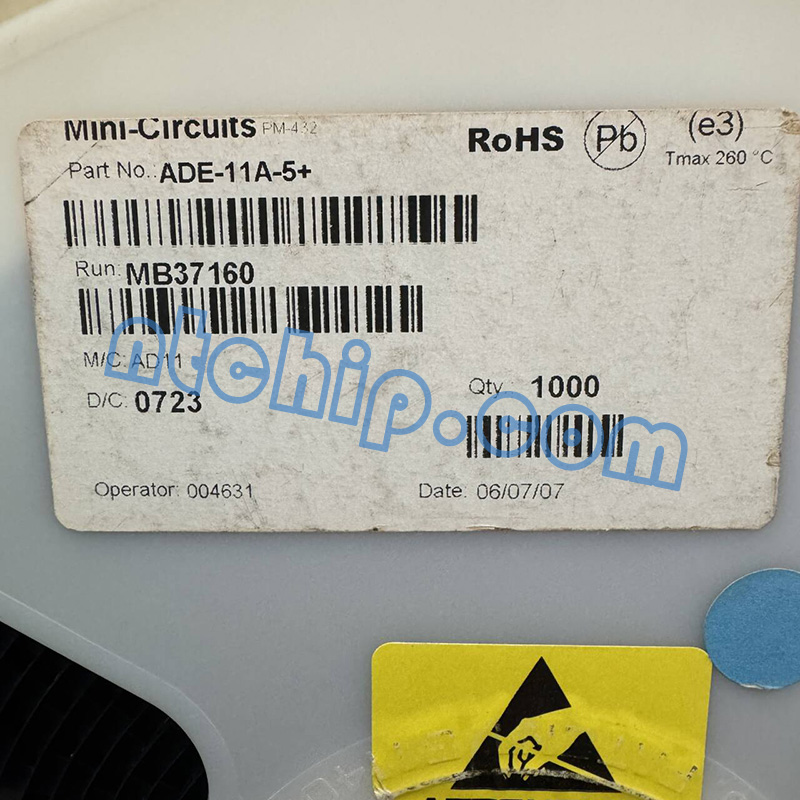 Mini-Circuits PM-432
RoHS Pb (e3)
Tmax 260 °C
Part No.: ADE-11A-5+
Run: MB37160
M/C: AD11
D/C: 0723
Qty 1000
Operator: 004631
Date: 06/07/07
ntchip.com